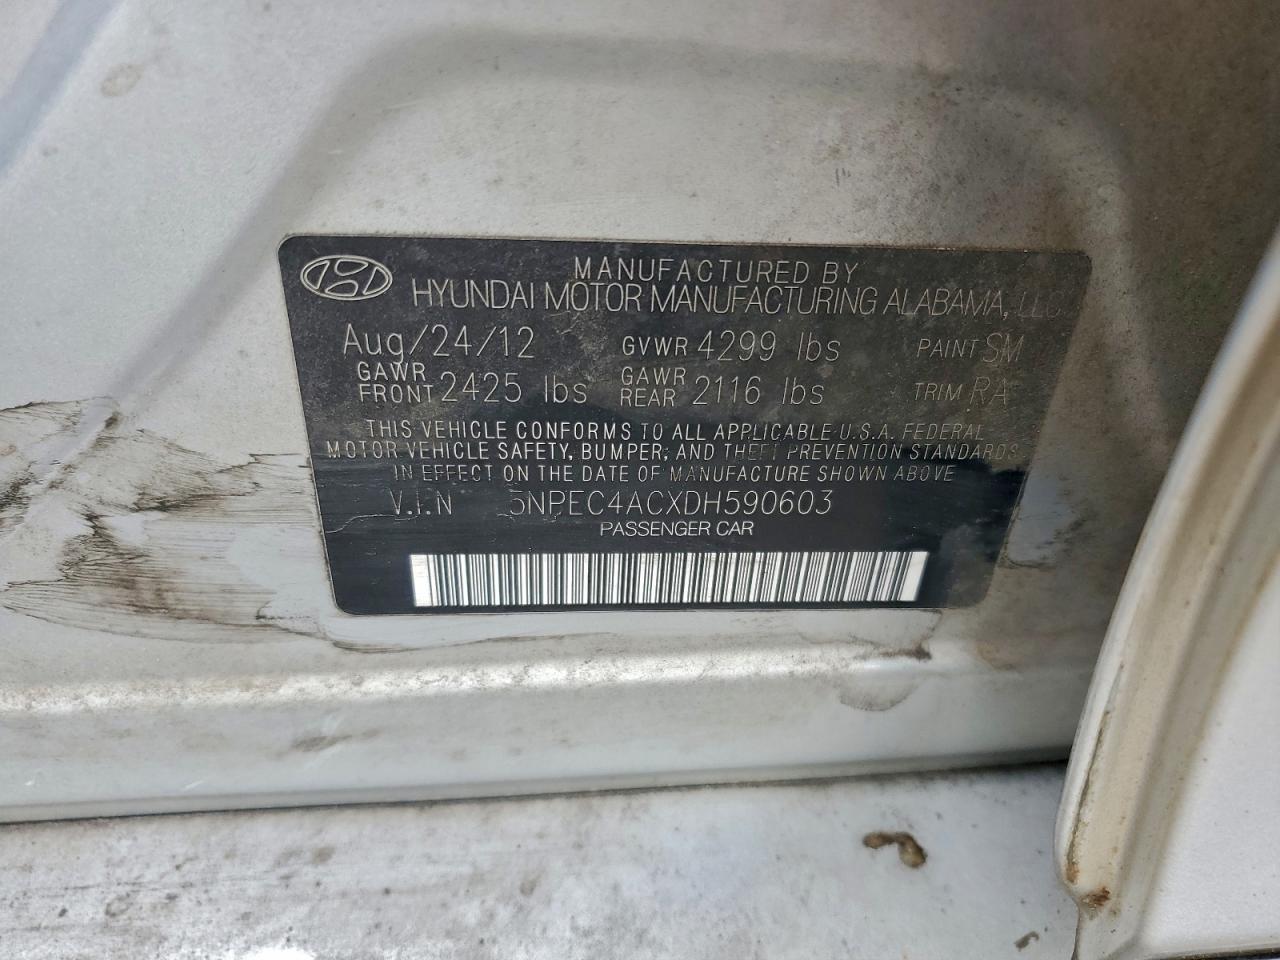 MANUFACTURED BY
HYUNDAI MOTOR MANUFACTURING ALABAMA, LLC
Aug/24/12 GVWR 4299 lbs PAINT SM
GAWR FRONT 2425 lbs GAWR REAR 2116 lbs TRIM RA
THIS VEHICLE CONFORMS TO ALL APPLICABLE U.S.A. FEDERAL
MOTOR VEHICLE SAFETY, BUMPER, AND THEFT PREVENTION STANDARDS
IN EFFECT ON THE DATE OF MANUFACTURE SHOWN ABOVE
V.I.N 5NPEC4ACXDH590603
PASSENGER CAR